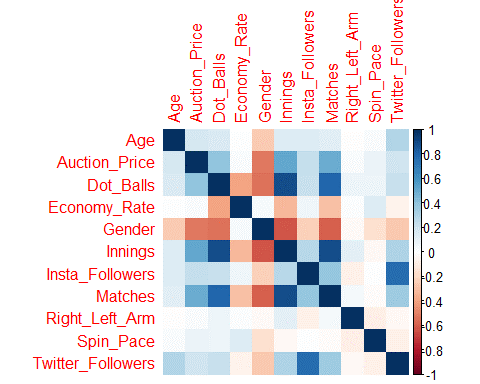 Age
Auction_Price
Dot_Balls
Economy_Rate
Gender
Innings
Insta_Followers
Matches
Right_Left_Arm
Spin_Pace
Twitter_Followers
Age
Auction_Price
Dot_Balls
Economy_Rate
Gender
Innings
Insta_Followers
Matches
Right_Left_Arm
Spin_Pace
Twitter_Followers
1
0.8
0.6
0.4
0.2
0
-0.2
-0.4
-0.6
-0.8
-1